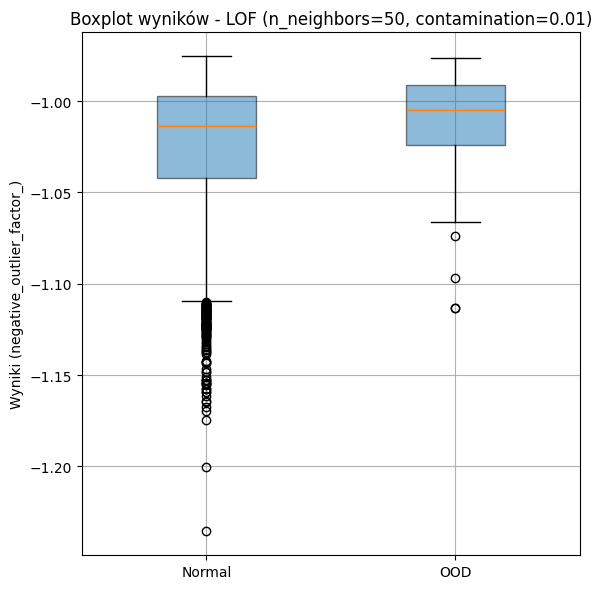 Boxplot wyników - LOF (n_neighbors=50, contamination=0.01)
Wyniki (negative_outlier_factor_)
−1.00
−1.05
−1.10
−1.15
−1.20
Normal
OOD